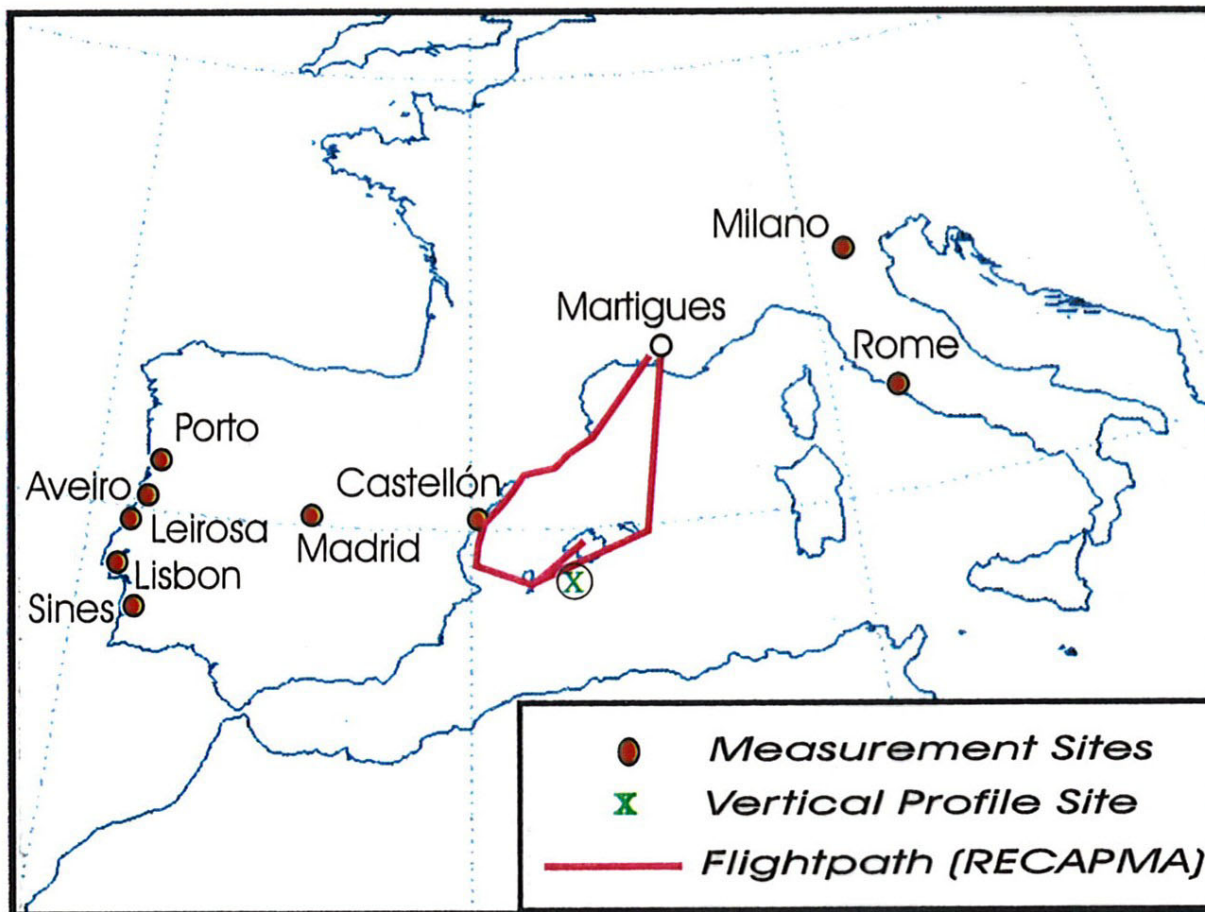 Milano
Martigues
Rome
Porto
Aveiro
Castellón
Leirosa
Madrid
Lisbon
Sines
X
Measurement Sites
X Vertical Profile Site
Flightpath (RECAPMA)